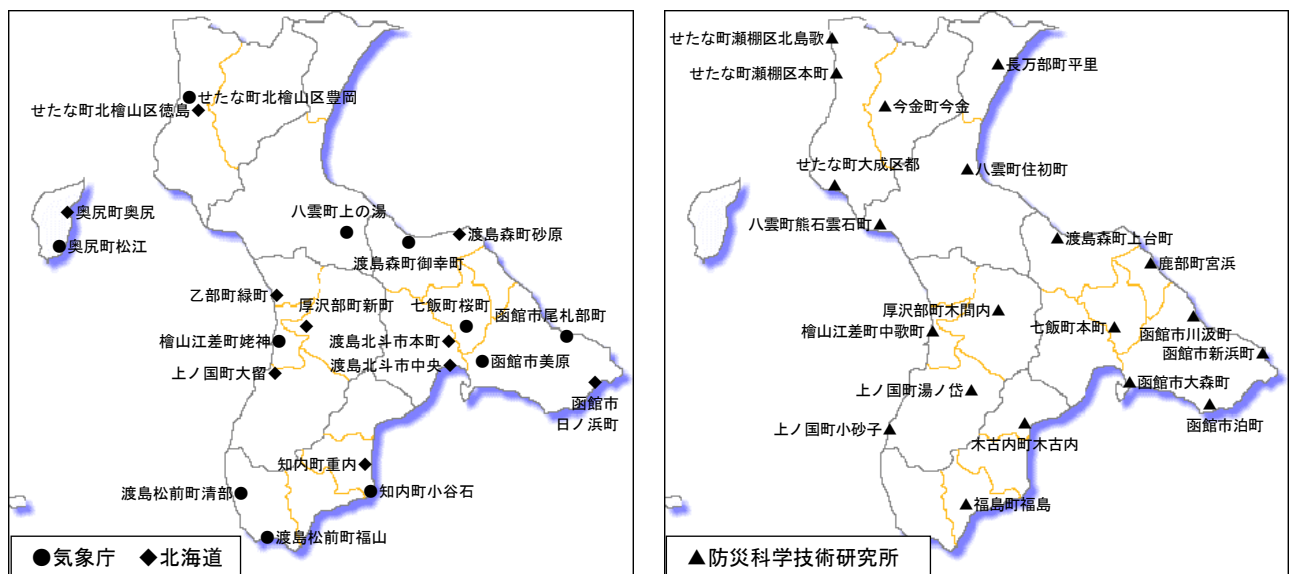 せたな町北檜山区豊岡
せたな町北檜山区徳島
奥尻町奥尻
奥尻町松江
八雲町上の湯
渡島森町砂原
渡島森町御幸町
乙部町緑町
厚沢部町新町
七飯町桜町
函館市尾札部町
檜山江差町姥神
渡島北斗市本町
函館市美原
渡島北斗市中央
上ノ国町大留
函館市
日ノ浜町
知内町重内
渡島松前町清部
知内町小谷石
渡島松前町福山
●気象庁 ◆北海道
せたな町瀬棚区北島歌
長万部町平里
せたな町瀬棚区本町
今金町今金
せたな町大成区都
八雲町住初町
八雲町熊石雲石町
渡島森町上台町
鹿部町宮浜
厚沢部町木間内
檜山江差町中歌町
七飯町本町
函館市川汲町
函館市新浜町
函館市大森町
上ノ国町湯ノ岱
函館市泊町
上ノ国町小砂子
木古内町木古内
福島町福島
▲防災科学技術研究所